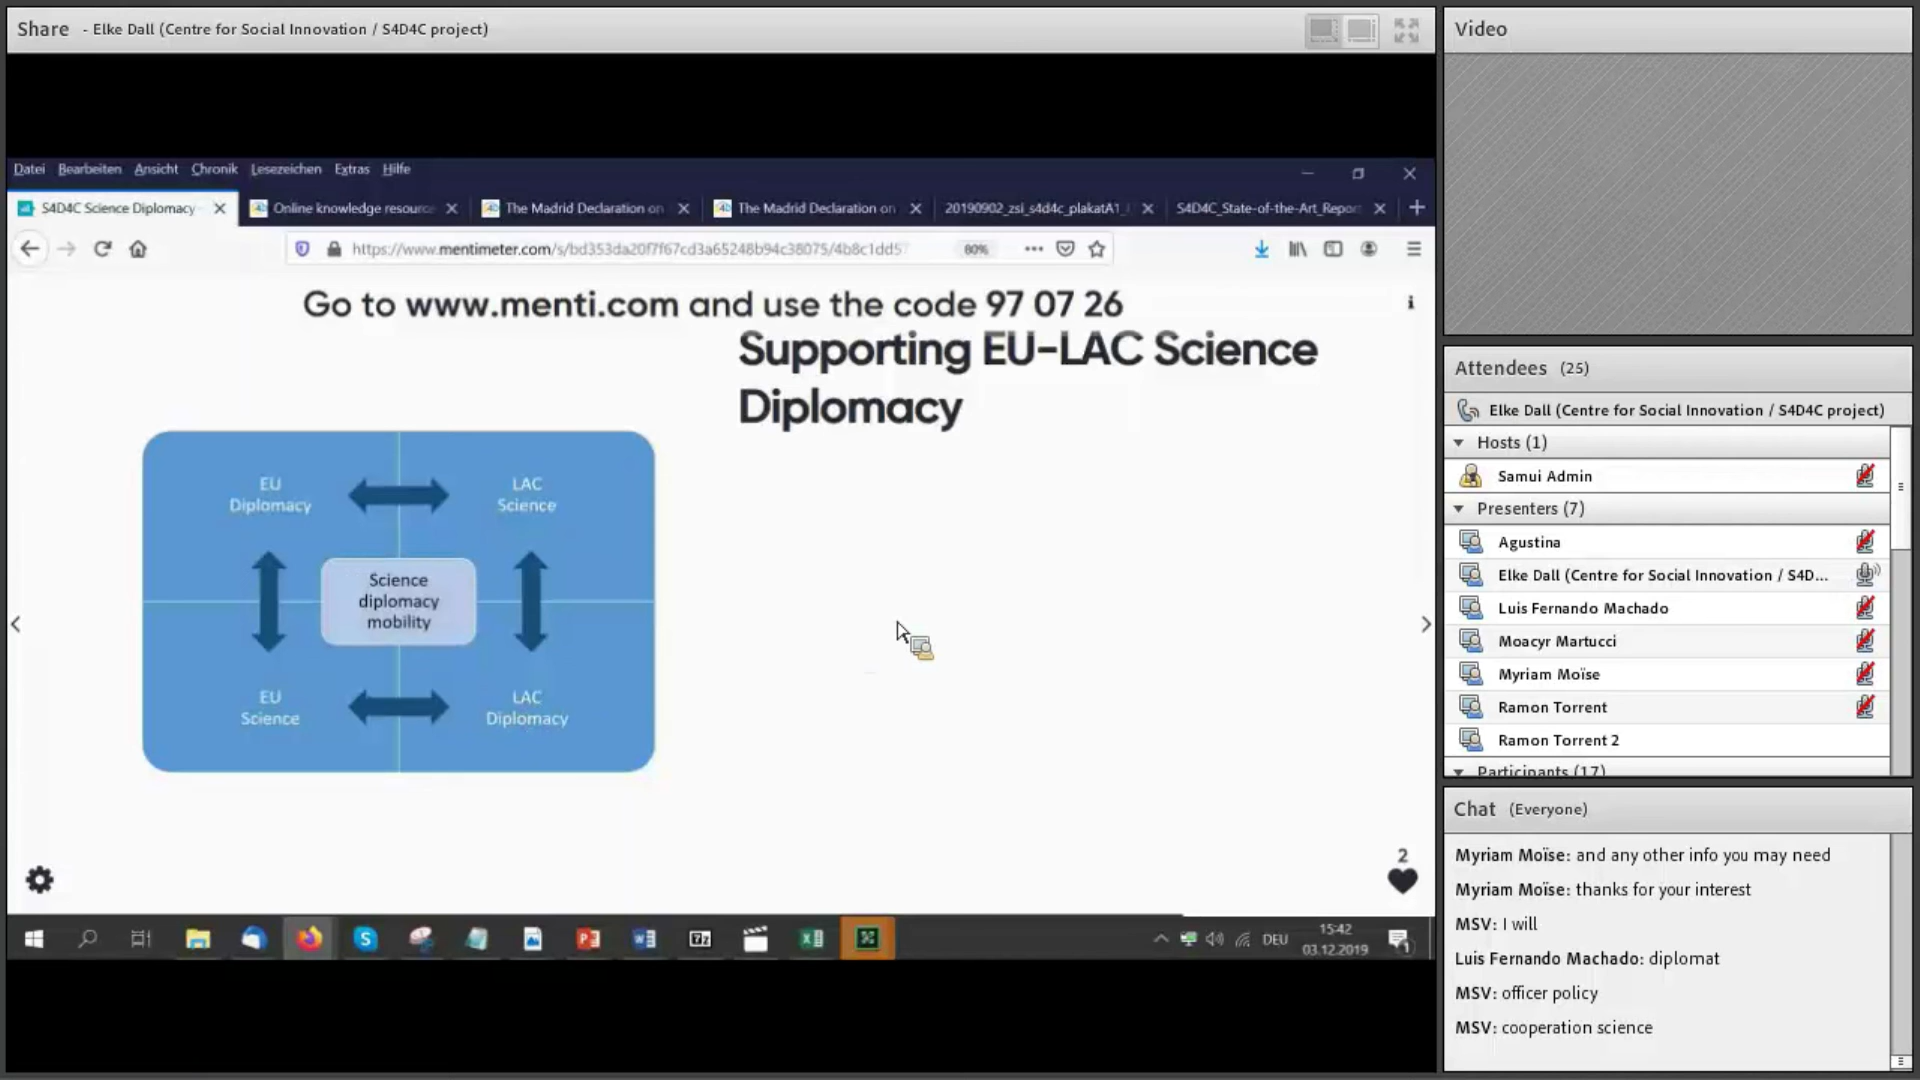 Share - Elke Dall (Centre for Social Innovation / S4D4C project)
Datei Bearbeiten Ansicht Chronik Lesezeichen Extras Hilfe
S4D4C Science Diplomacy
Online knowledge resource
The Madrid Declaration on
The Madrid Declaration on
20190902_zsi_s4d4c_plakatA1_
S4D4C_State-of-the-Art_Repor
https://www.mentimeter.com/s/bd353da20f7f67cd3a65248b94c38075/4b8c1dd57
80%
Go to www.menti.com and use the code 97 07 26
Supporting EU-LAC Science
Diplomacy
EU
Diplomacy
LAC
Science
Science
diplomacy
mobility
EU
Science
LAC
Diplomacy
2
DEU
15:42
03.12.2019
Video
Attendees (25)
Elke Dall (Centre for Social Innovation / S4D4C project)
Hosts (1)
Samui Admin
Presenters (7)
Agustina
Elke Dall (Centre for Social Innovation / S4D...
Luis Fernando Machado
Moacyr Martucci
Myriam Moïse
Ramon Torrent
Ramon Torrent 2
Participants (17)
Chat (Everyone)
Myriam Moïse: and any other info you may need
Myriam Moïse: thanks for your interest
MSV: I will
Luis Fernando Machado: diplomat
MSV: officer policy
MSV: cooperation science